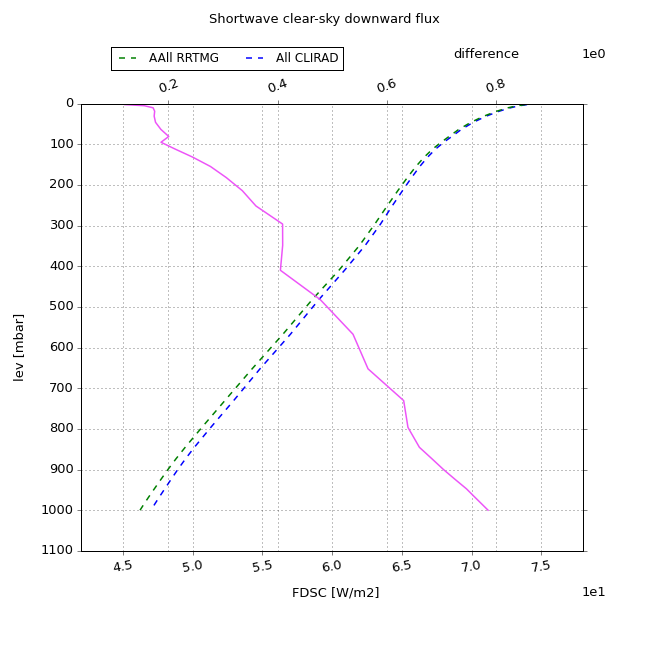 Shortwave clear-sky downward flux
AAll RRTMG All CLIRAD difference 1e0
0.2 0.4 0.6 0.8
0
100
200
300
400
500
600
700
800
900
1000
1100
lev [mbar]
4.5 5.0 5.5 6.0 6.5 7.0 7.5
FDSC [W/m2] 1e1